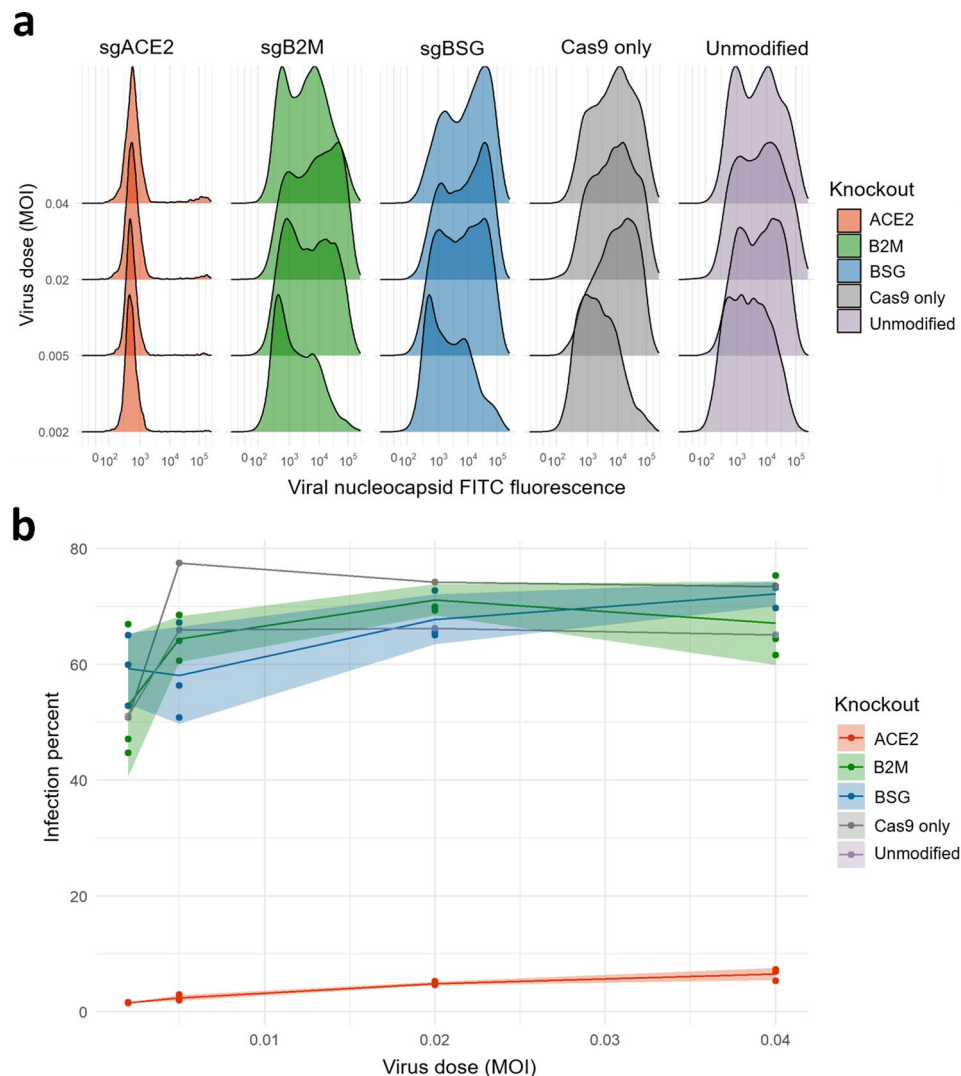 a
sgACE2 sgB2M sgBSG Cas9 only Unmodified
Virus dose (MOI)
0.04
0.02
0.005
0.002
0 10² 10³ 10⁴ 10⁵ 0 10² 10³ 10⁴ 10⁵ 0 10² 10³ 10⁴ 10⁵ 0 10² 10³ 10⁴ 10⁵ 0 10² 10³ 10⁴ 10⁵
Viral nucleocapsid FITC fluorescence
Knockout
ACE2
B2M
BSG
Cas9 only
Unmodified
b
Infection percent
80
60
40
20
0
0.01 0.02 0.03 0.04
Virus dose (MOI)
Knockout
ACE2
B2M
BSG
Cas9 only
Unmodified